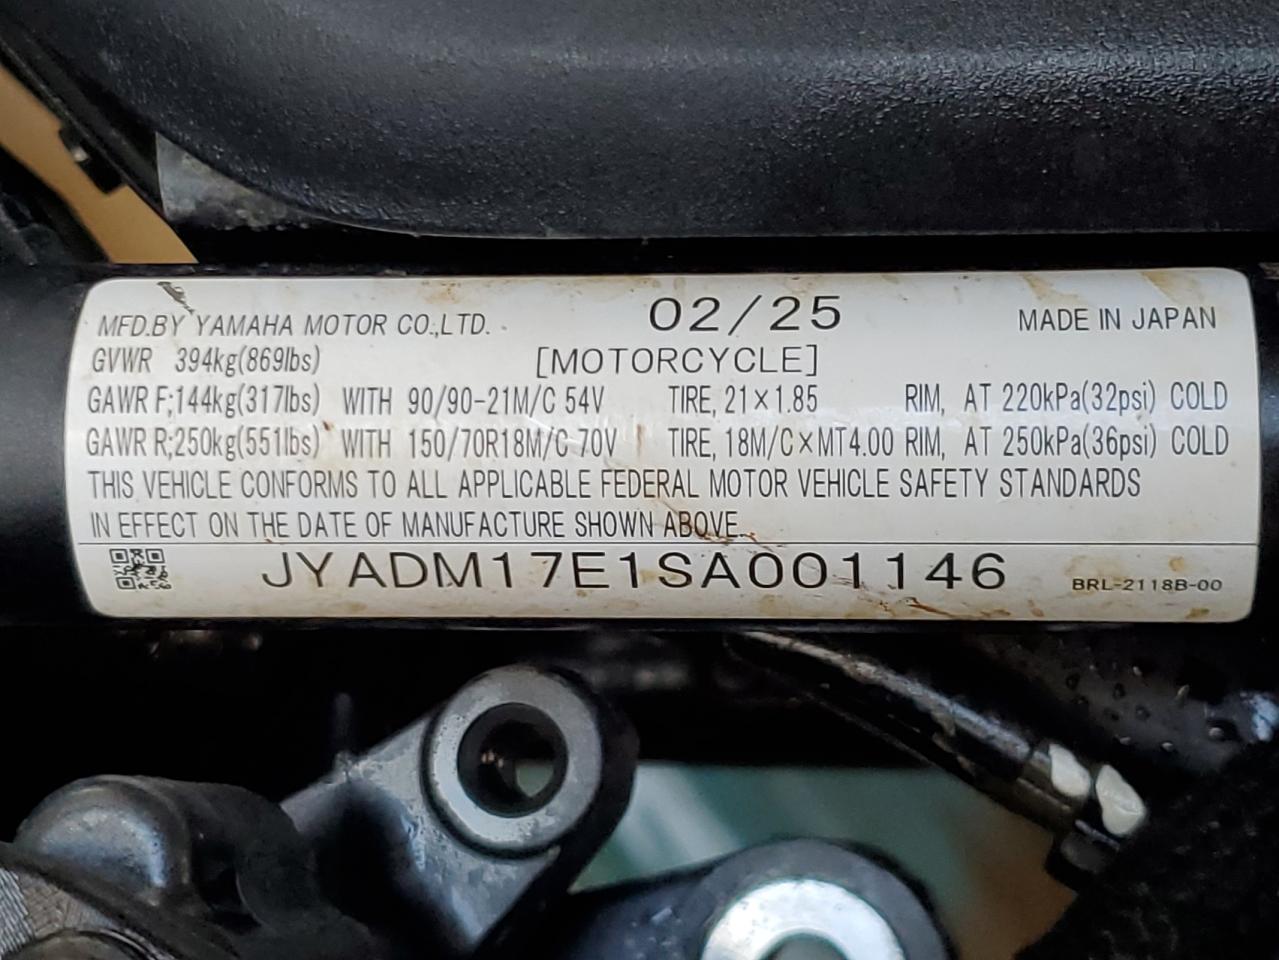 MFD.BY YAMAHA MOTOR CO.,LTD. 02/25 MADE IN JAPAN
GVWR 394kg(869lbs) [MOTORCYCLE]
GAWR F;144kg(317lbs) WITH 90/90-21M/C 54V TIRE, 21×1.85 RIM, AT 220kPa(32psi) COLD
GAWR R;250kg(551lbs) WITH 150/70R18M/C 70V TIRE, 18M/C×MT4.00 RIM, AT 250kPa(36psi) COLD
THIS VEHICLE CONFORMS TO ALL APPLICABLE FEDERAL MOTOR VEHICLE SAFETY STANDARDS
IN EFFECT ON THE DATE OF MANUFACTURE SHOWN ABOVE.
JYADM17E1SA001146 BRL-2118B-00